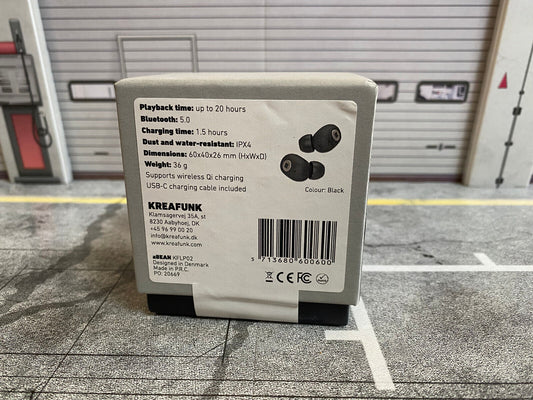 Playback time: up to 20 hours
Bluetooth: 5.0
Charging time: 1.5 hours
Dust and water-resistant: IPX4
Dimensions: 60x40x26 mm (HxWxD)
Weight: 36 g
Supports wireless Qi charging
USB-C charging cable included
Colour: Black
KREAFUNK
Klamsagervej 35A, st
8230 Aabyhoej, DK
+45 96 99 00 20
info@kreafunk.dk
www.kreafunk.com
aBEAN KFLP02
Designed in Denmark
Made in P.R.C.
PO: 20669
5 713680 600600
CE FC